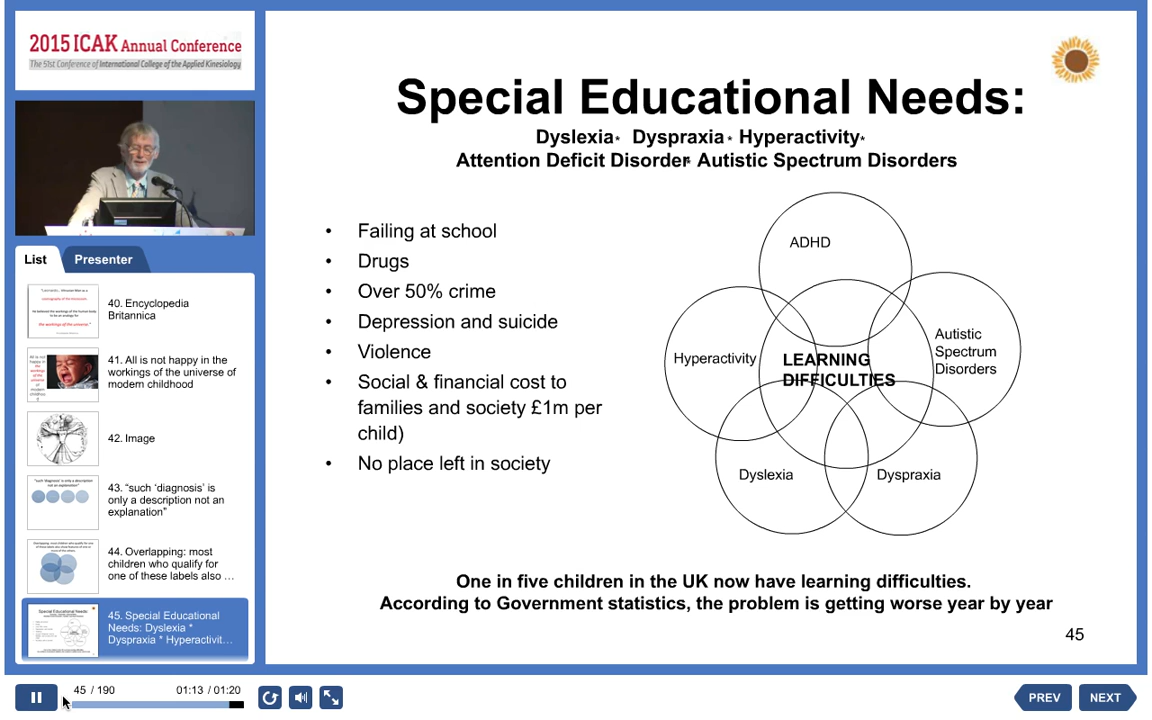 2015 ICAK Annual Conference
The 51st Conference of International College of the Applied Kinesiology
List
Presenter
40. Encyclopedia
Britannica
41. All is not happy in the
workings of the universe of
modern childhood
42. Image
43. “such ‘diagnosis’ is
only a description not an
explanation”
44. Overlapping: most
children who qualify for
one of these labels also …
45. Special Educational
Needs: Dyslexia *
Dyspraxia * Hyperactivit…
Special Educational Needs:
Dyslexia* Dyspraxia * Hyperactivity*
Attention Deficit Disorder* Autistic Spectrum Disorders
• Failing at school
• Drugs
• Over 50% crime
• Depression and suicide
• Violence
• Social & financial cost to
families and society £1m per
child)
• No place left in society
ADHD
Hyperactivity
LEARNING
DIFFICULTIES
Autistic
Spectrum
Disorders
Dyslexia
Dyspraxia
One in five children in the UK now have learning difficulties.
According to Government statistics, the problem is getting worse year by year
45
45 / 190
01:13 / 01:20
PREV
NEXT